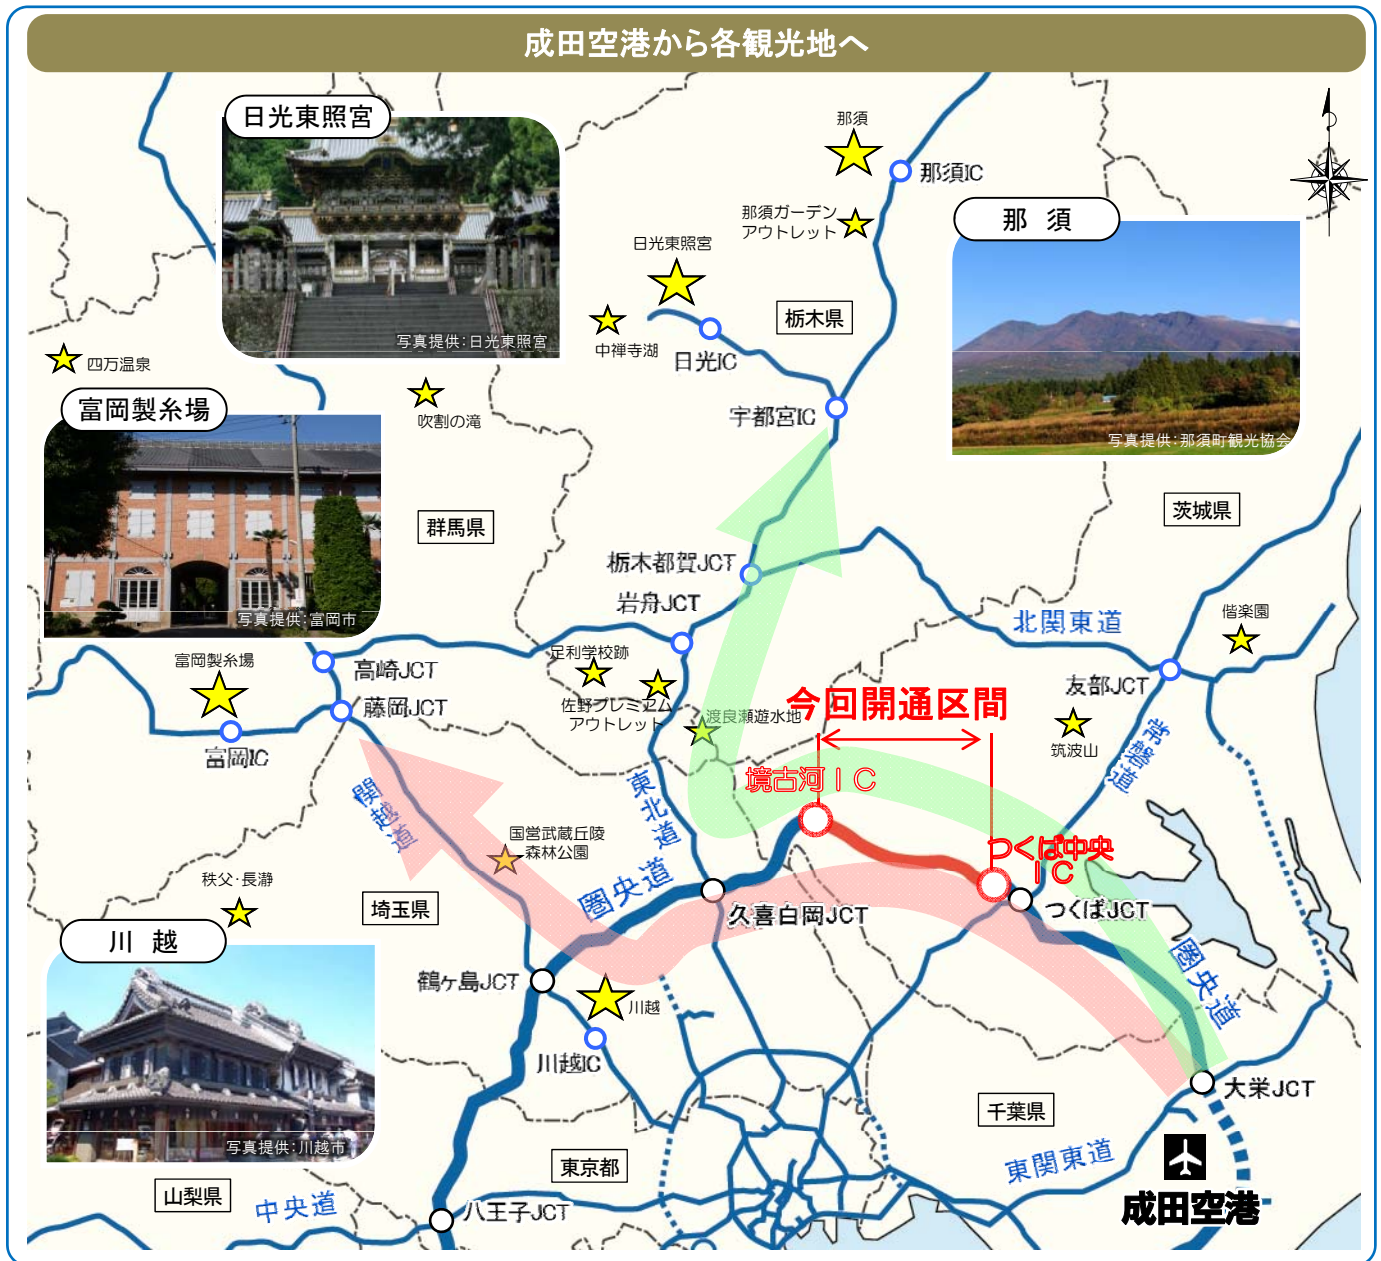 成田空港から各観光地へ
日光東照宮
写真提供:日光東照宮
那須
那須IC
那須ガーデン
アウトレット
那 須
写真提供:那須町観光協会
日光東照宮
中禅寺湖
日光IC
栃木県
宇都宮IC
四万温泉
吹割の滝
富岡製糸場
写真提供:富岡市
群馬県
茨城県
栃木都賀JCT
岩舟JCT
北関東道
偕楽園
友部JCT
筑波山
常磐道
富岡製糸場
富岡IC
高崎JCT
藤岡JCT
足利学校跡
佐野プレミアム
アウトレット
渡良瀬遊水地
今回開通区間
境古河IC
つくば中央
IC
つくばJCT
関越道
東北道
国営武蔵丘陵
森林公園
圏央道
久喜白岡JCT
圏央道
秩父・長瀞
埼玉県
川 越
写真提供:川越市
鶴ヶ島JCT
川越
川越IC
大栄JCT
千葉県
東関東道
成田空港
東京都
山梨県
中央道
八王子JCT